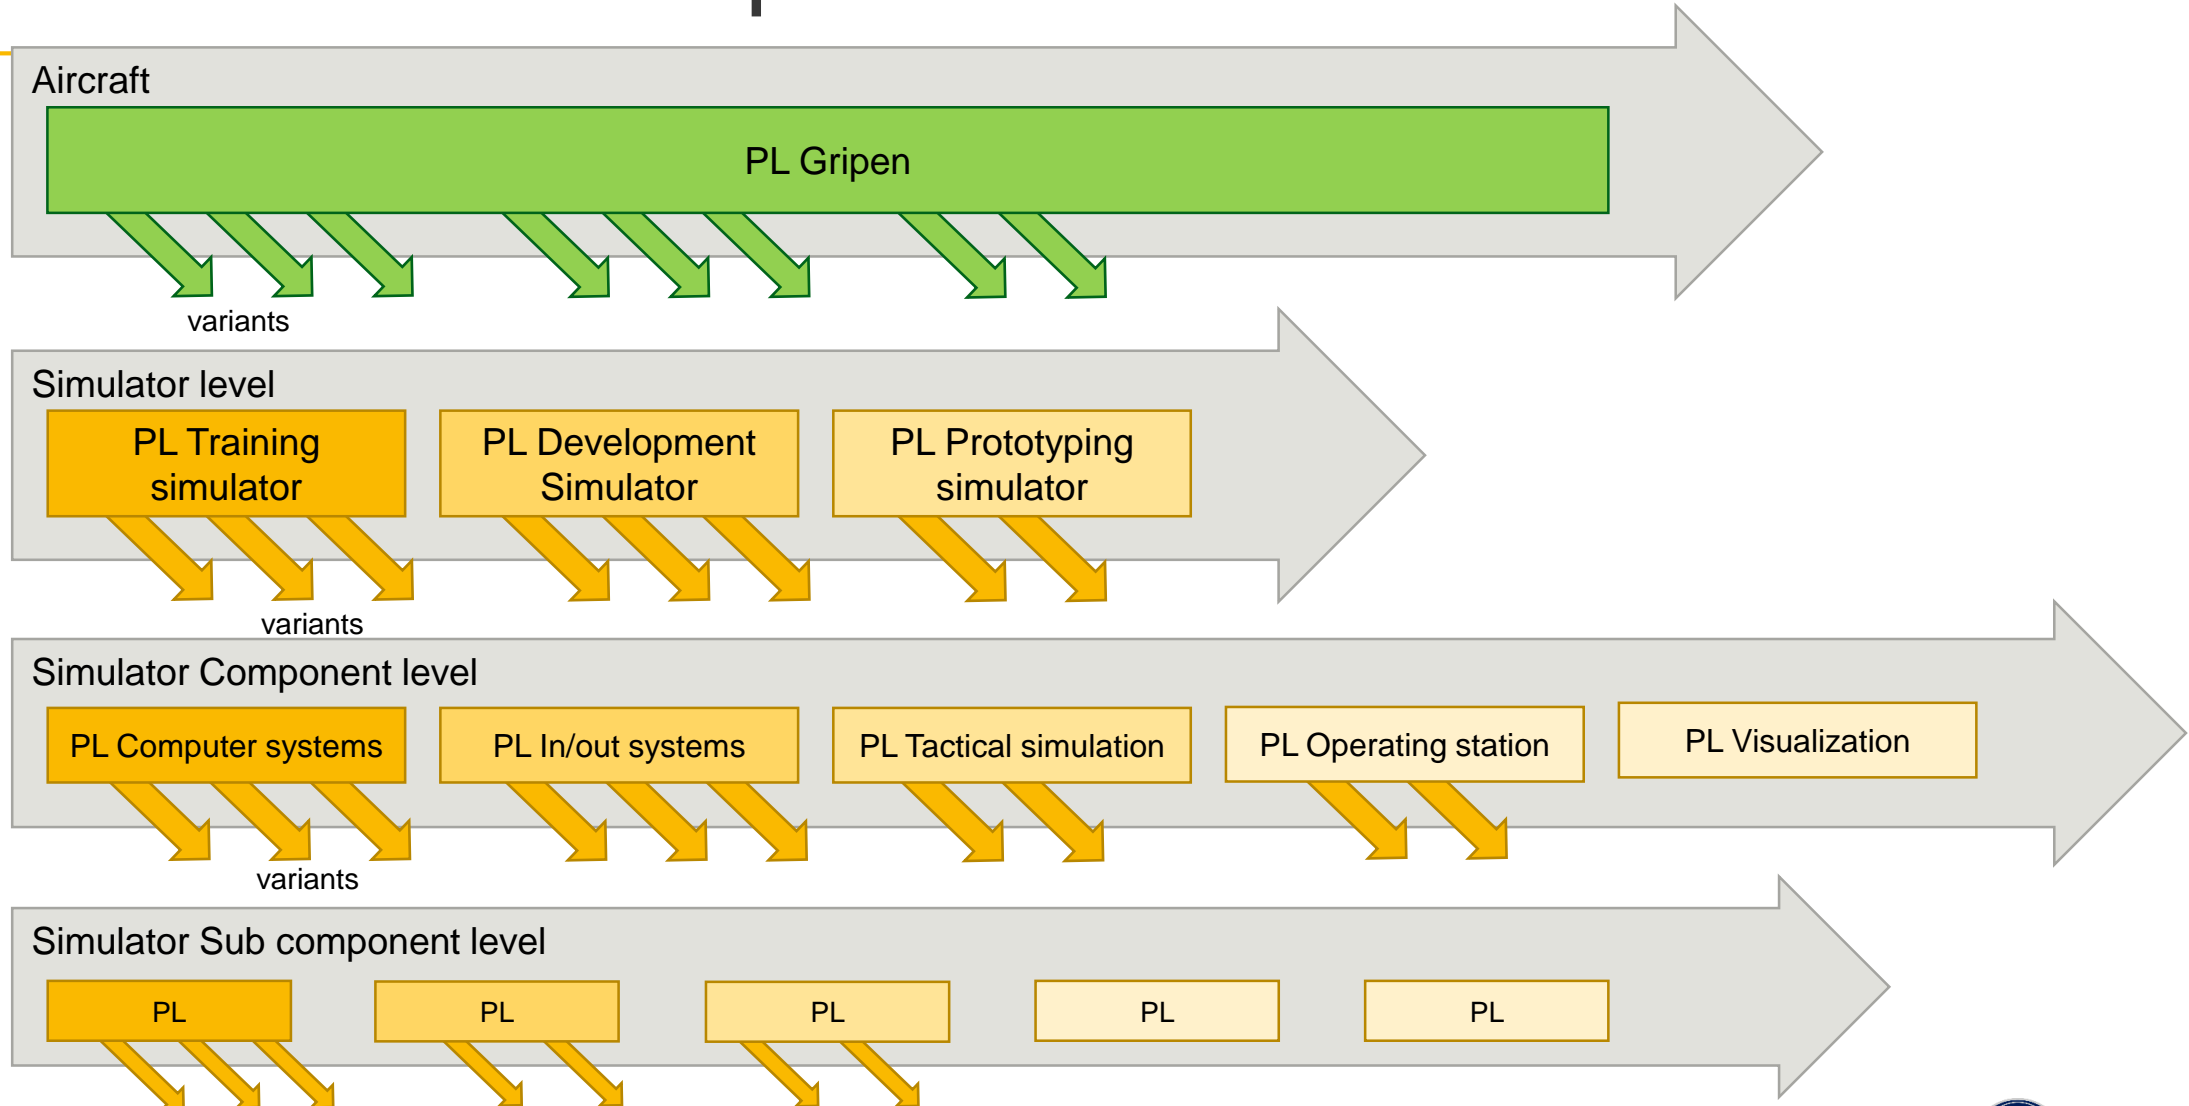 Aircraft
PL Gripen
variants
Simulator level
PL Training
simulator
PL Development
Simulator
PL Prototyping
simulator
variants
Simulator Component level
PL Computer systems
PL In/out systems
PL Tactical simulation
PL Operating station
PL Visualization
variants
Simulator Sub component level
PL
PL
PL
PL
PL